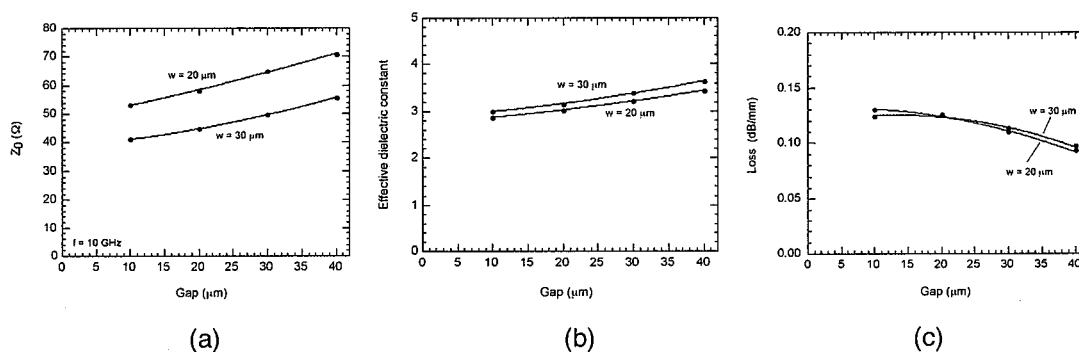 80
70
60
50
40
30
20
10
0
Z0 (Ω)
w = 20 µm
w = 30 µm
f = 10 GHz
0 5 10 15 20 25 30 35 40
Gap (µm)
(a)
5
4
3
2
1
0
Effective dielectric constant
w = 30 µm
w = 20 µm
0 5 10 15 20 25 30 35 40
Gap (µm)
(b)
0.20
0.15
0.10
0.05
0.00
Loss (dB/mm)
w = 30 µm
w = 20 µm
0 5 10 15 20 25 30 35 40
Gap (µm)
(c)